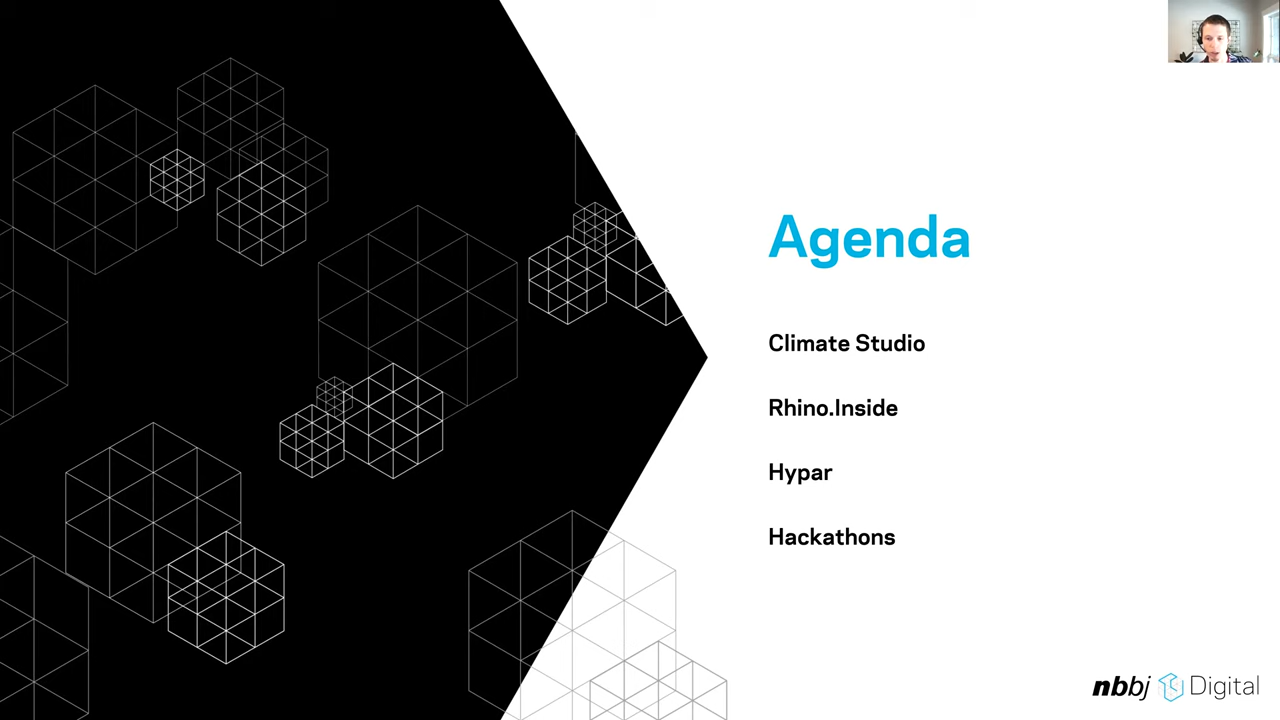 Agenda
Climate Studio
Rhino.Inside
Hypar
Hackathons
nbbj Digital